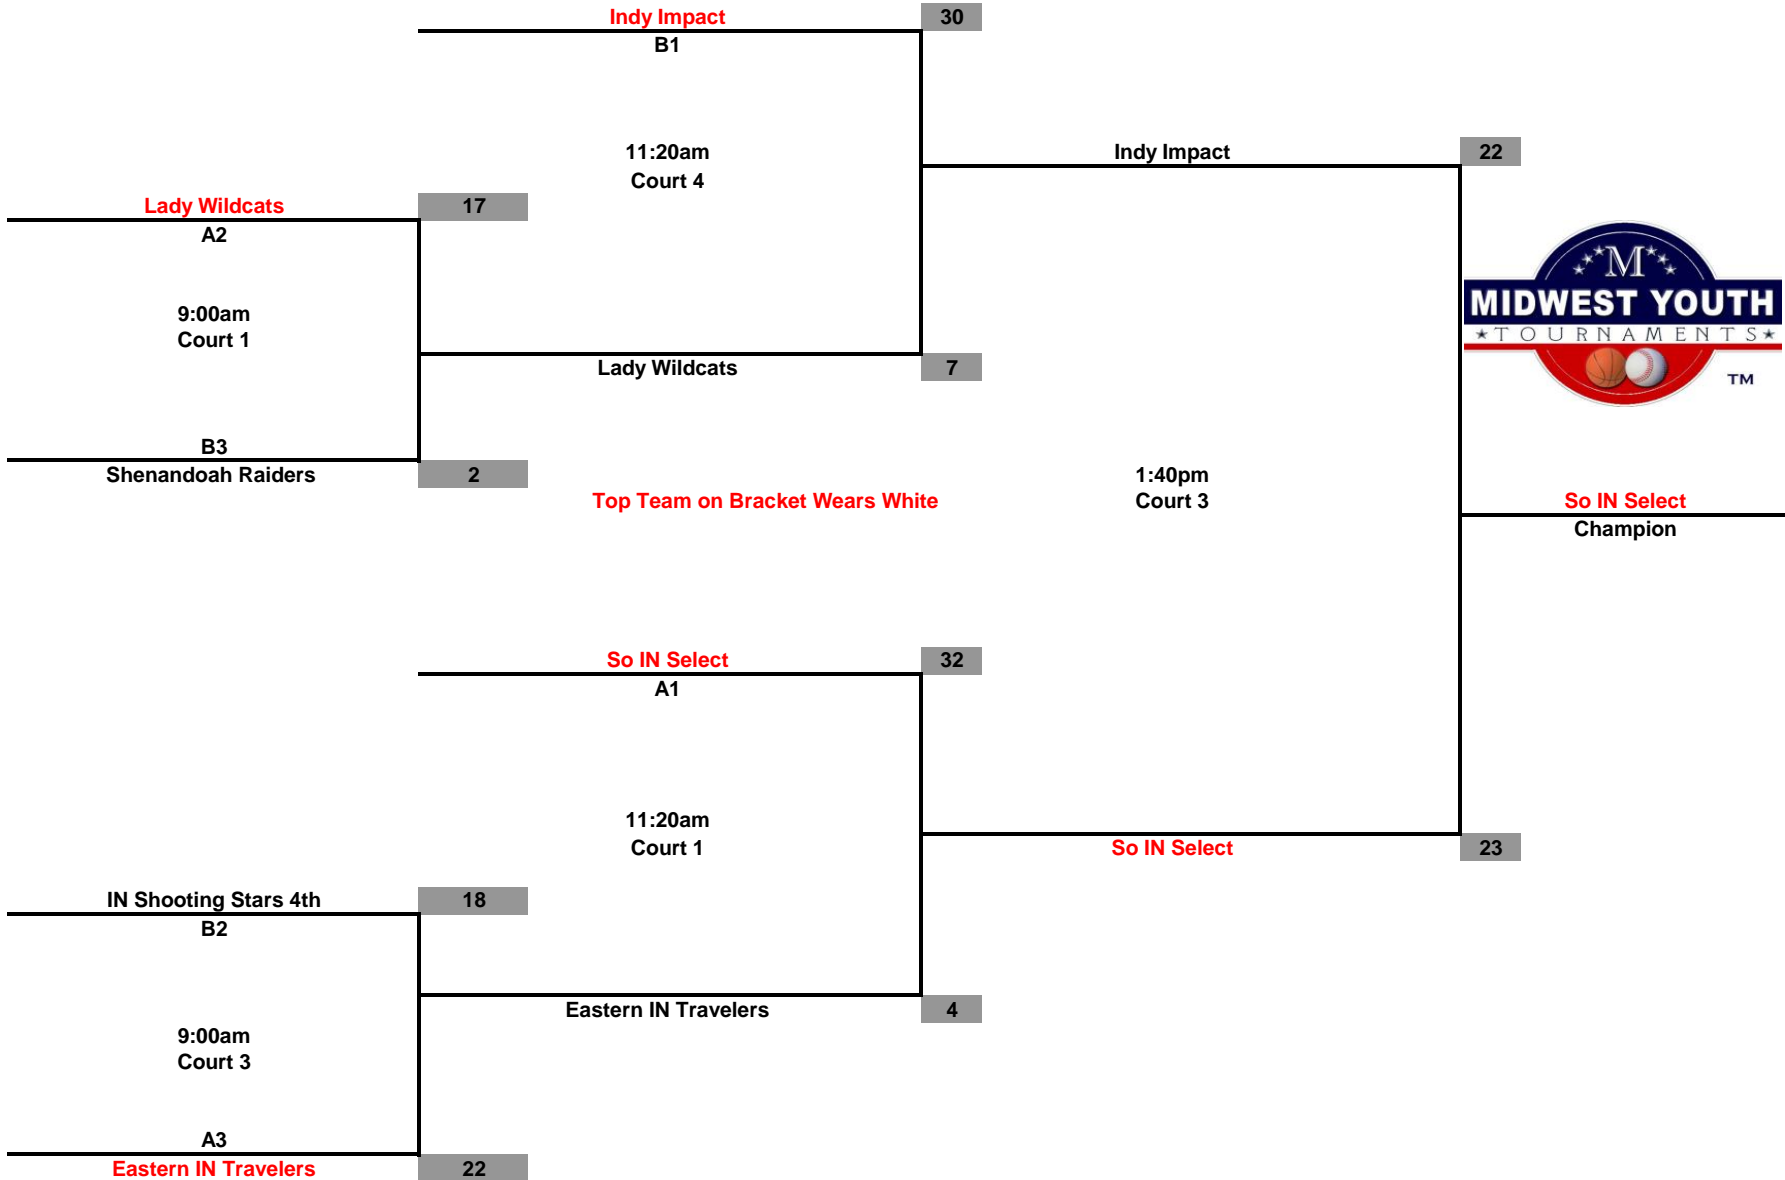 Indy Impact 30
B1
11:20am
Court 4
Indy Impact 22
Lady Wildcats 17
A2
9:00am
Court 1
Lady Wildcats 7
B3
Shenandoah Raiders 2
Top Team on Bracket Wears White
1:40pm
Court 3
M
MIDWEST YOUTH
TOURNAMENTS
TM
So IN Select
Champion
So IN Select 32
A1
11:20am
Court 1
So IN Select 23
IN Shooting Stars 4th 18
B2
9:00am
Court 3
Eastern IN Travelers 4
A3
Eastern IN Travelers 22